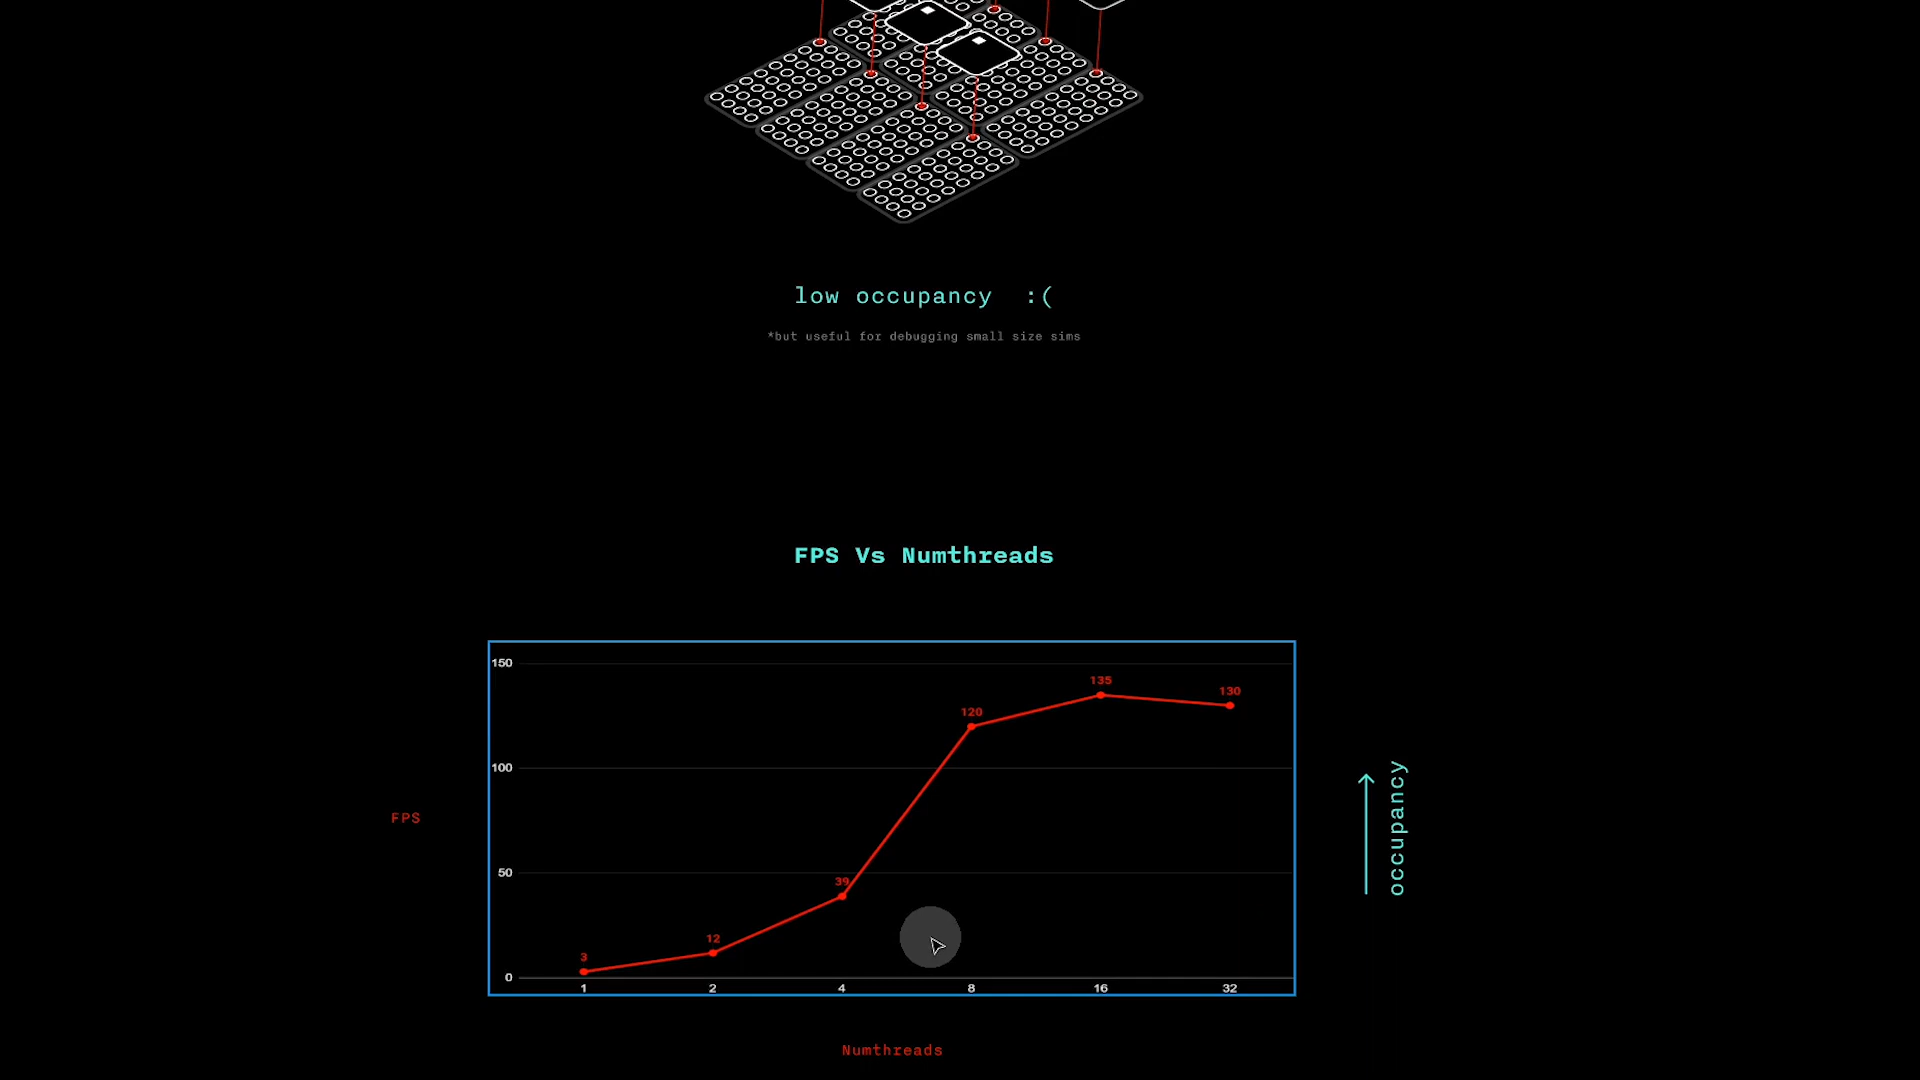 low occupancy :(
*but useful for debugging small size sims
FPS Vs Numthreads
150
100
50
0
3
12
39
120
135
130
1 2 4 8 16 32
FPS
occupancy
Numthreads